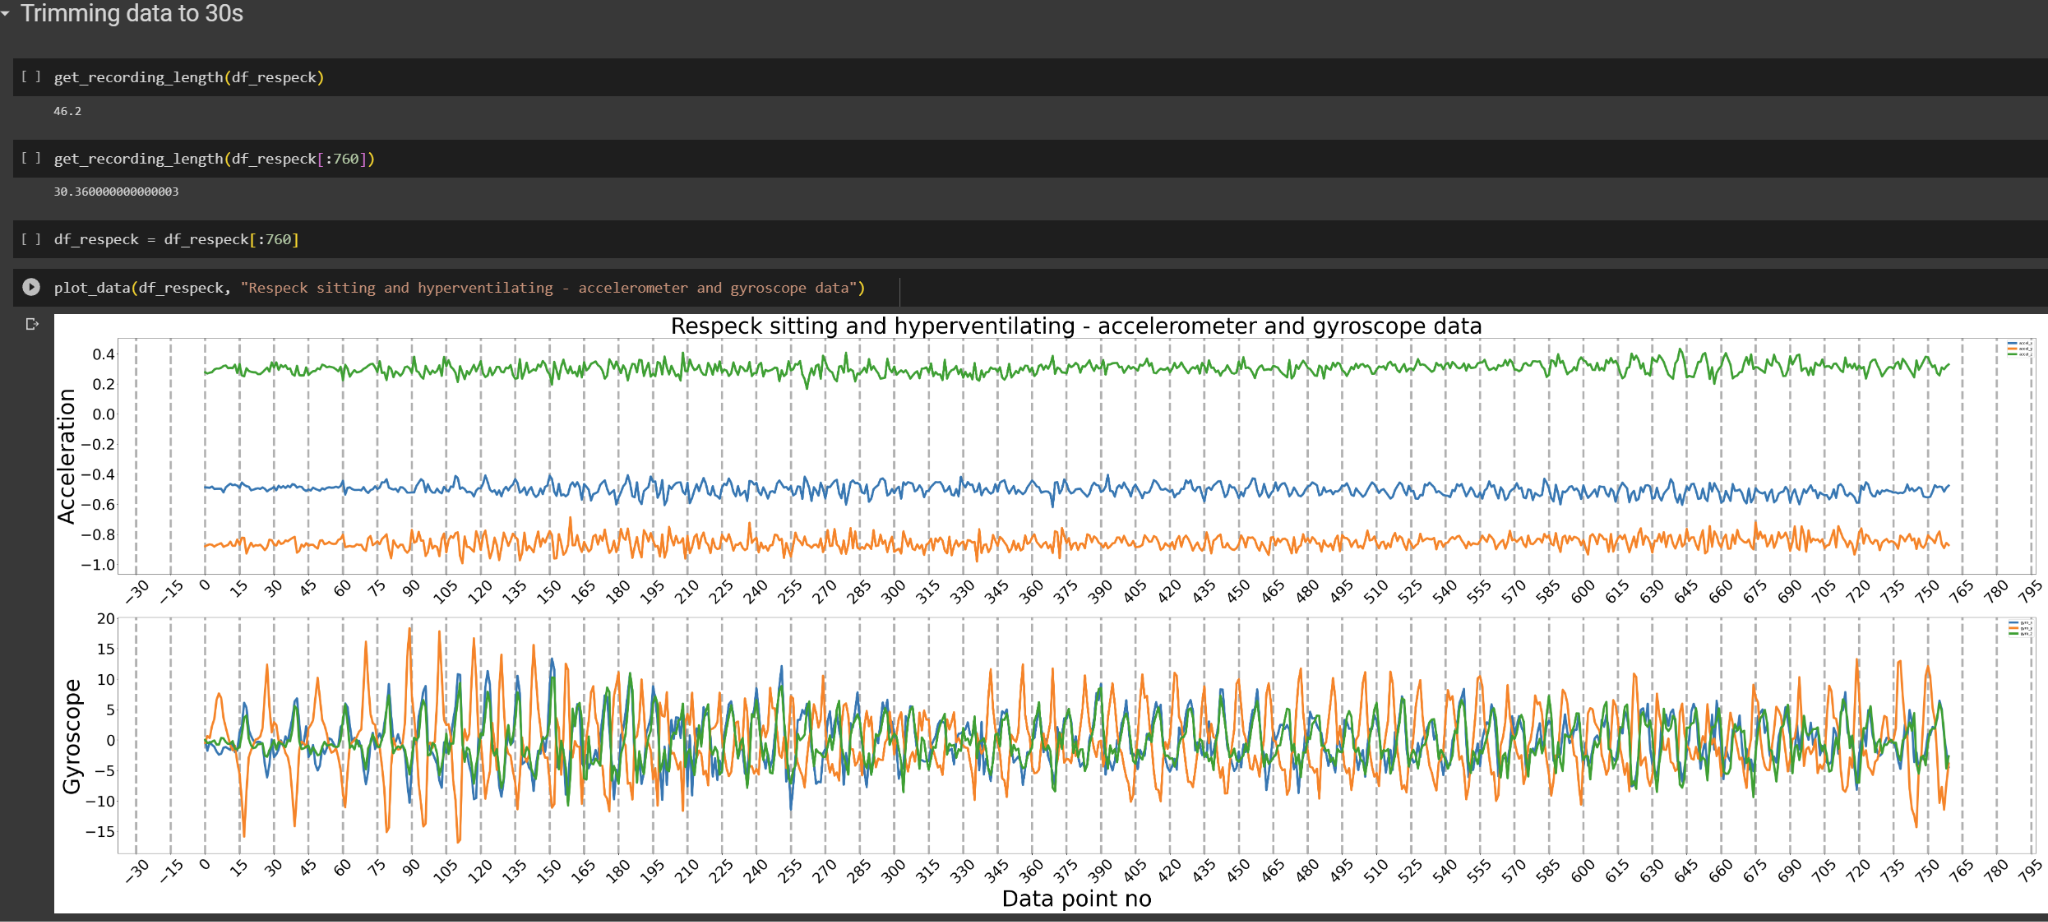 Trimming data to 30s
[ ] get_recording_length(df_respeck)
46.2
[ ] get_recording_length(df_respeck[:760])
30.360000000000003
[ ] df_respeck = df_respeck[:760]
plot_data(df_respeck, "Respeck sitting and hyperventilating - accelerometer and gyroscope data")
Respeck sitting and hyperventilating - accelerometer and gyroscope data
Acceleration
0.4
0.2
0.0
−0.2
−0.4
−0.6
−0.8
−1.0
−30 −15 0 15 30 45 60 75 90 105 120 135 150 165 180 195 210 225 240 255 270 285 300 315 330 345 360 375 390 405 420 435 450 465 480 495 510 525 540 555 570 585 600 615 630 645 660 675 690 705 720 735 750 765 780 795
Gyroscope
20
15
10
5
0
−5
−10
−15
−30 −15 0 15 30 45 60 75 90 105 120 135 150 165 180 195 210 225 240 255 270 285 300 315 330 345 360 375 390 405 420 435 450 465 480 495 510 525 540 555 570 585 600 615 630 645 660 675 690 705 720 735 750 765 780 795
Data point no